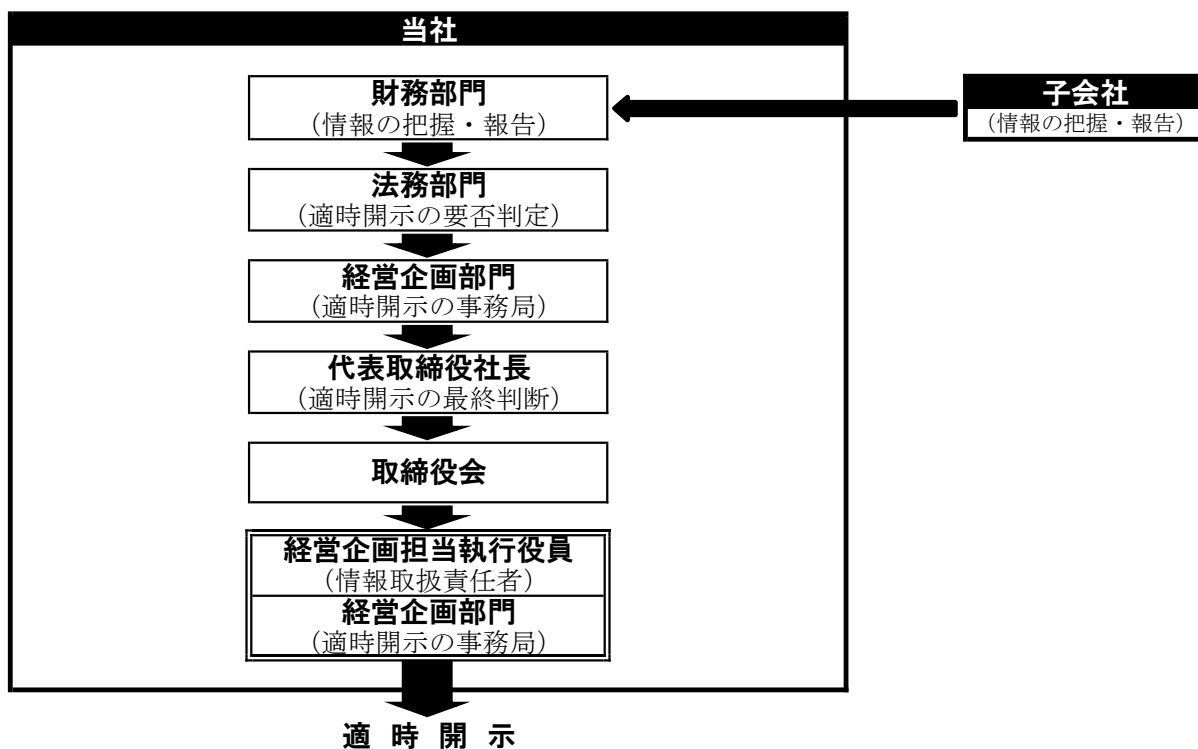 当社
財務部門
（情報の把握・報告）
子会社
（情報の把握・報告）
法務部門
（適時開示の要否判定）
経営企画部門
（適時開示の事務局）
代表取締役社長
（適時開示の最終判断）
取締役会
経営企画担当執行役員
（情報取扱責任者）
経営企画部門
（適時開示の事務局）
適 時 開 示